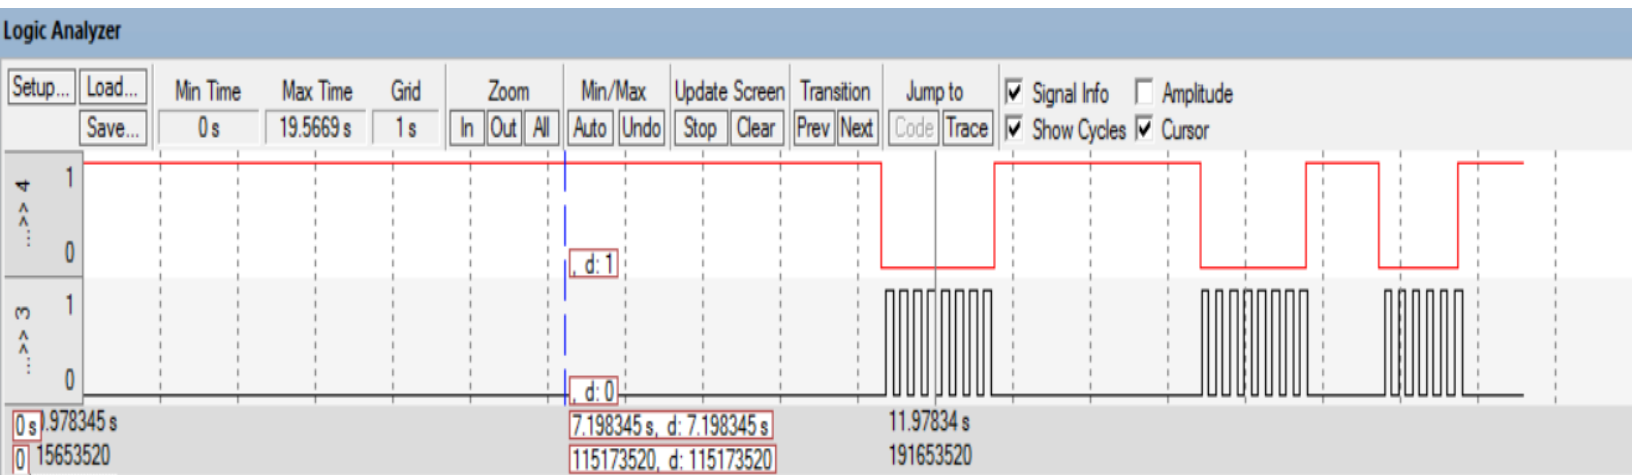 Logic Analyzer
Setup... Load... Min Time Max Time Grid Zoom Min/Max Update Screen Transition Jump to Signal Info Amplitude
Save... 0 s 19.5669 s 1 s In Out All Auto Undo Stop Clear Prev Next Code Trace Show Cycles Cursor
...>> 4
1
0
, d: 1
...>> 3
1
0
, d: 0
0 s .978345 s 7.198345 s, d: 7.198345 s 11.97834 s
0 15653520 115173520, d: 115173520 191653520